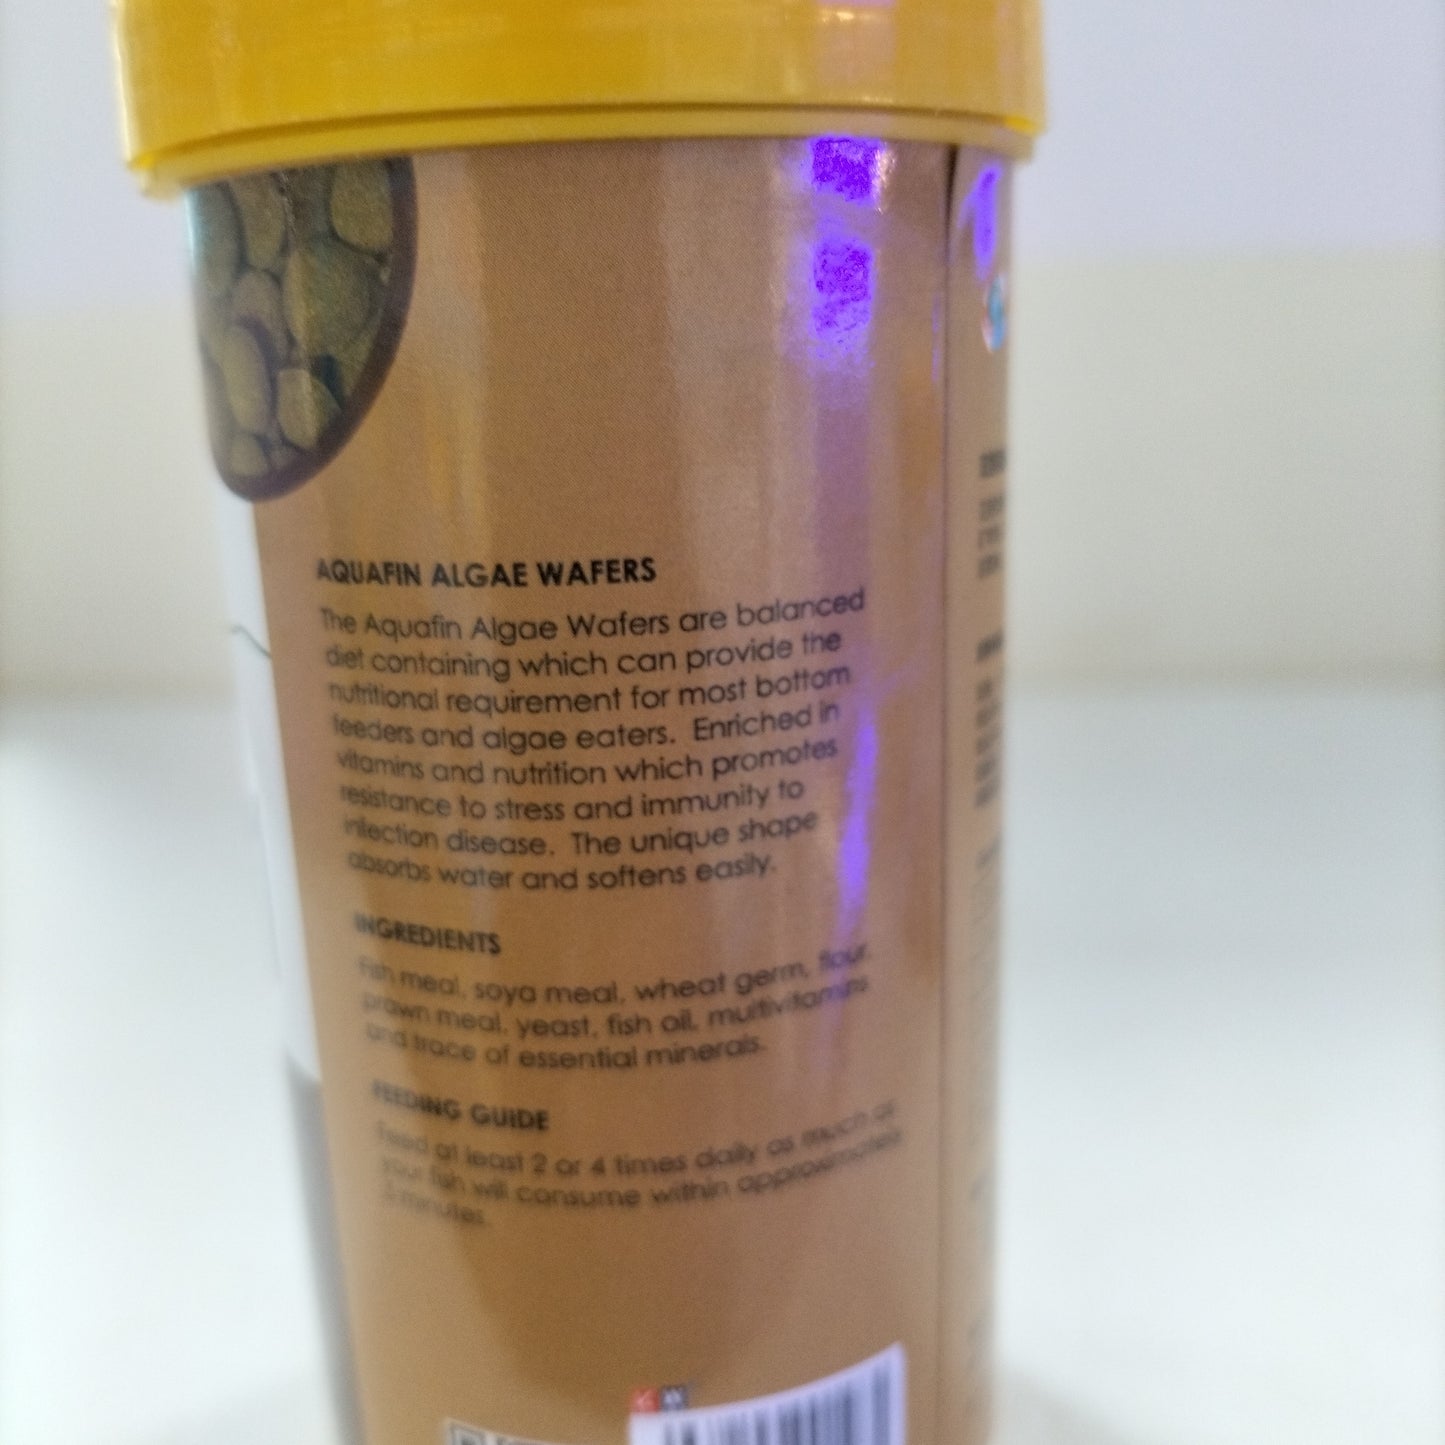 AQUAFIN ALGAE WAFERS
The Aquafin Algae Wafers are balanced
diet containing which can provide the
nutritional requirement for most bottom
feeders and algae eaters. Enriched in
vitamins and nutrition which promotes
resistance to stress and immunity to
infection disease. The unique shape
absorbs water and softens easily.
INGREDIENTS
Fish meal, soya meal, wheat germ, flour,
prawn meal, yeast, fish oil, multivitamins
and trace of essential minerals.
FEEDING GUIDE
Feed at least 2 or 4 times daily as much as
your fish will consume within approximately
minutes.